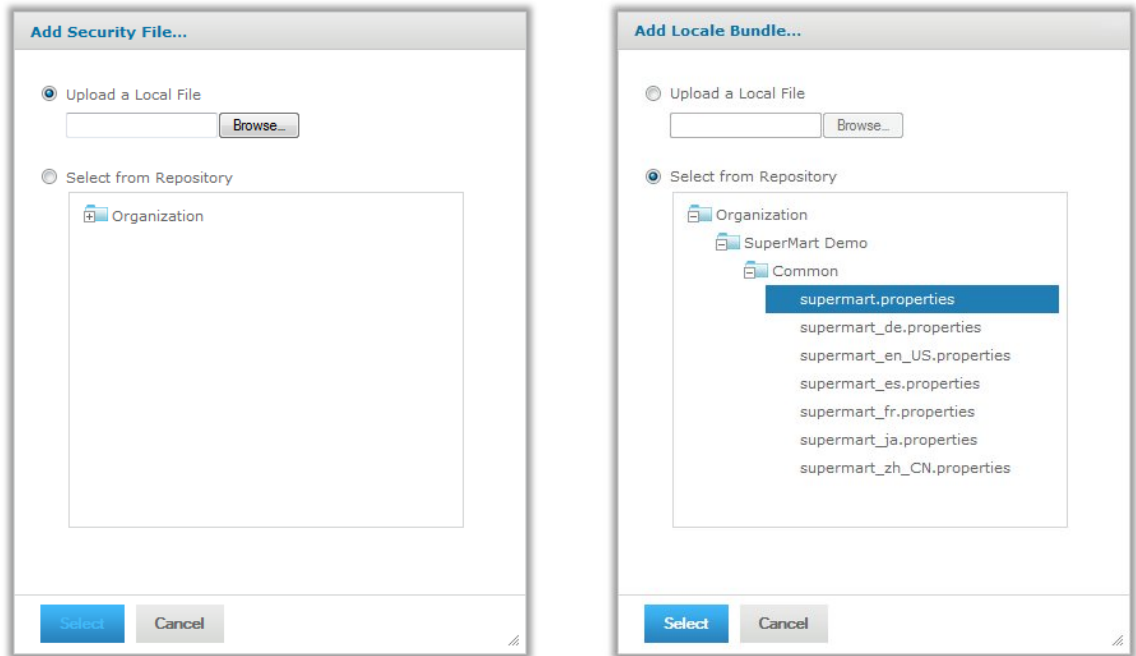 Add Security File...
Upload a Local File
Browse...
Select from Repository
Organization
Select
Cancel
Add Locale Bundle...
Upload a Local File
Browse...
Select from Repository
Organization
SuperMart Demo
Common
supermart.properties
supermart_de.properties
supermart_en_US.properties
supermart_es.properties
supermart_fr.properties
supermart_ja.properties
supermart_zh_CN.properties
Select
Cancel